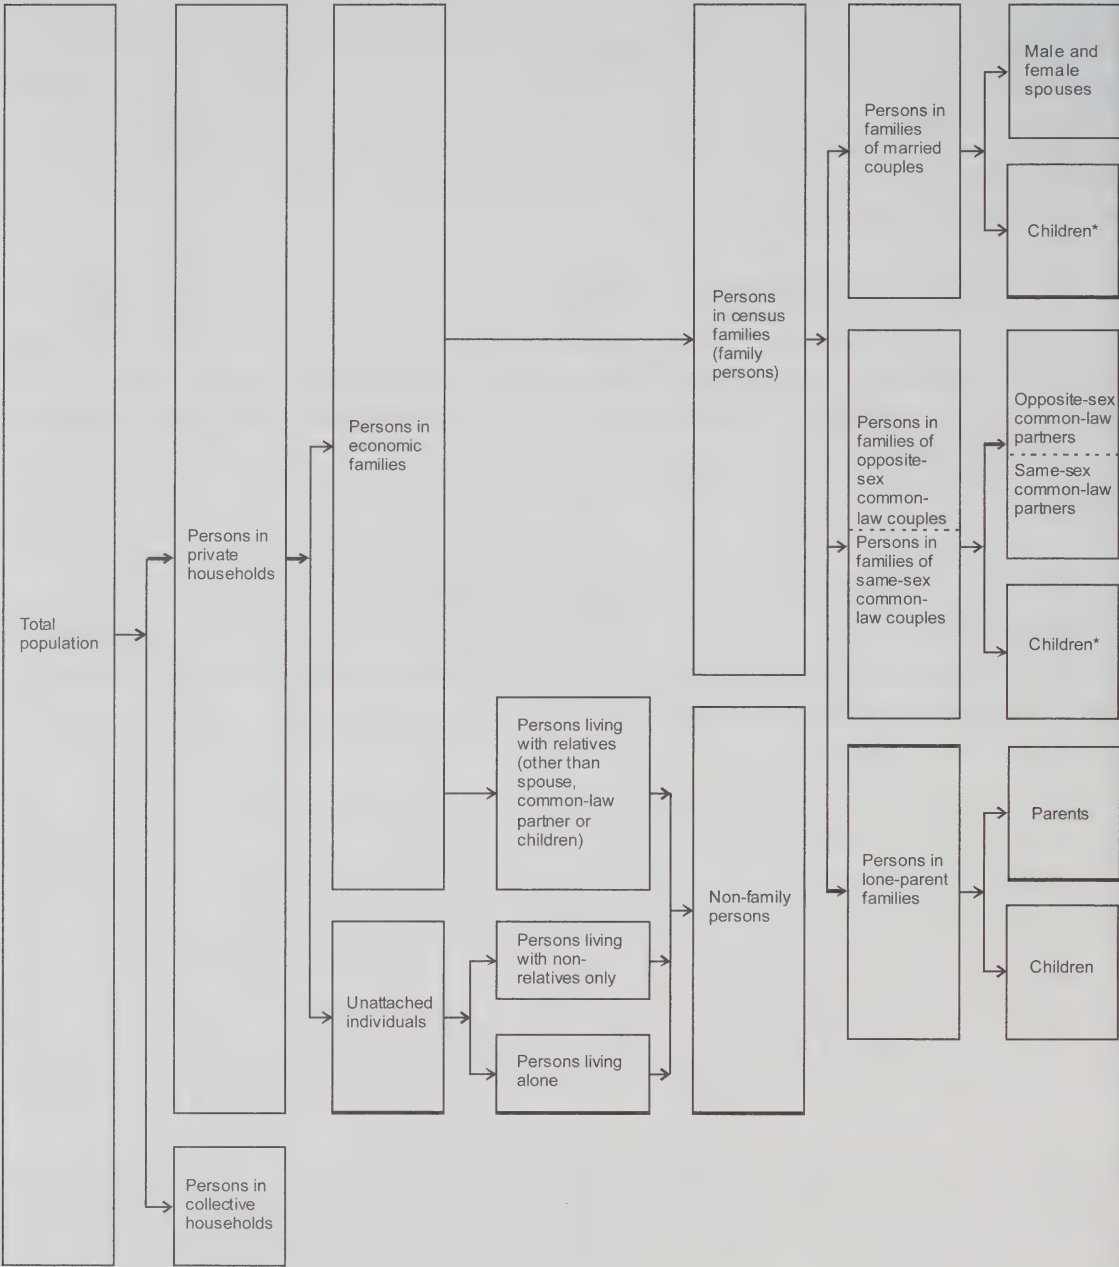 Total
population
Persons in
private
households
Persons in
collective
households
Persons in
economic
families
Unattached
individuals
Persons living
with relatives
(other than
spouse,
common-law
partner or
children)
Persons living
with non-
relatives only
Persons living
alone
Persons
in census
families
(family
persons)
Non-family
persons
Persons in
families
of married
couples
Persons in
families of
opposite-
sex
common-
law couples
Persons in
families of
same-sex
common-
law couples
Persons in
lone-parent
families
Male and
female
spouses
Children*
Opposite-sex
common-law
partners
Same-sex
common-law
partners
Children*
Parents
Children